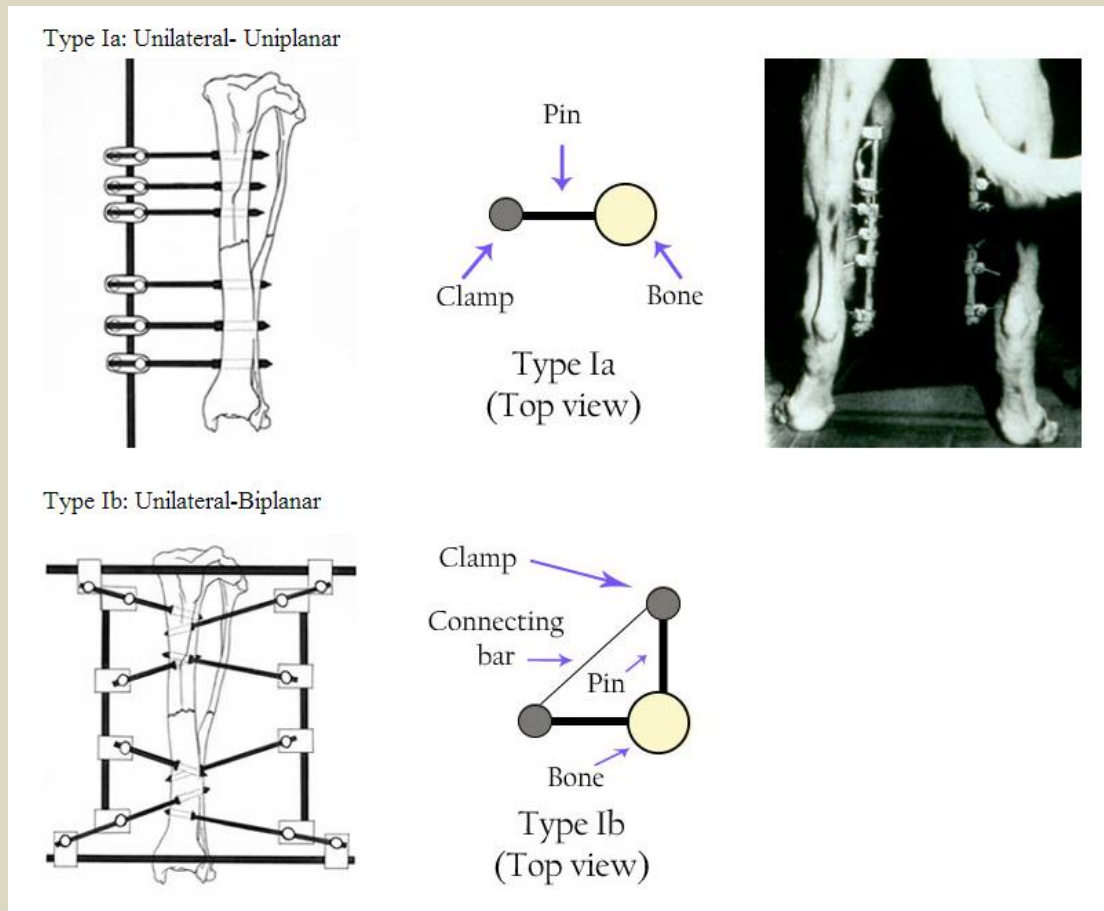 Type Ia: Unilateral- Uniplanar
Pin
Clamp
Bone
Type Ia
(Top view)
Type Ib: Unilateral-Biplanar
Clamp
Connecting
bar
Pin
Bone
Type Ib
(Top view)